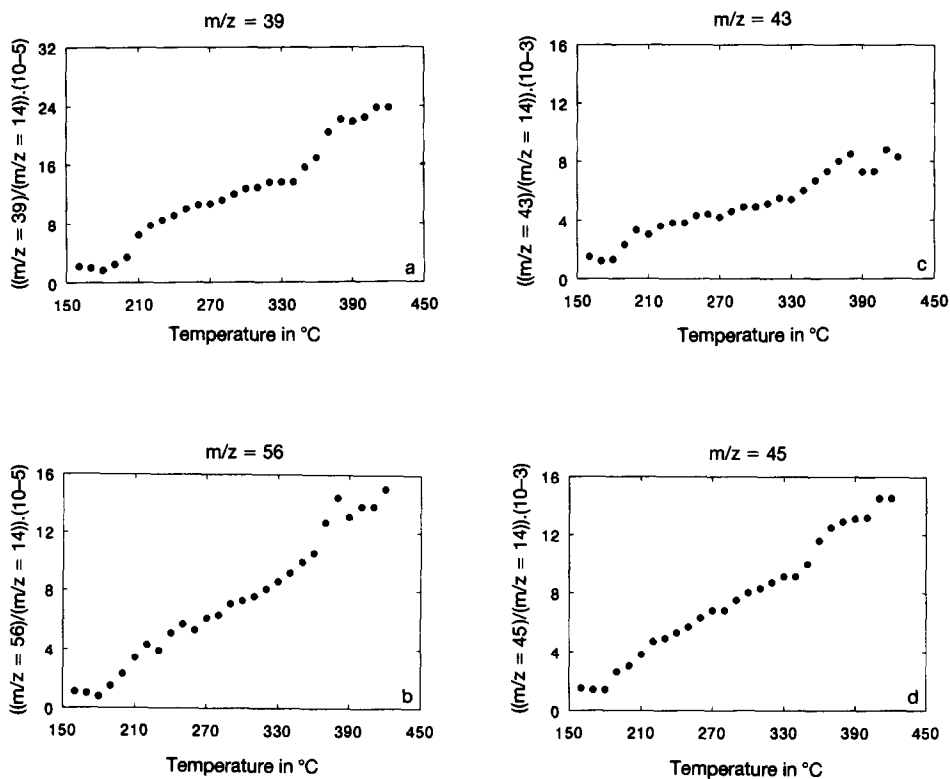 m/z = 39
((m/z = 39)/(m/z = 14)).(10–5)
32
24
16
8
0
a
150 210 270 330 390 450
Temperature in °C
m/z = 43
((m/z = 43)/(m/z = 14)).(10–3)
16
12
8
4
0
c
150 210 270 330 390 450
Temperature in °C
m/z = 56
((m/z = 56)/(m/z = 14)).(10–5)
16
12
8
4
0
b
150 210 270 330 390 450
Temperature in °C
m/z = 45
((m/z = 45)/(m/z = 14)).(10–3)
16
12
8
4
0
d
150 210 270 330 390 450
Temperature in °C